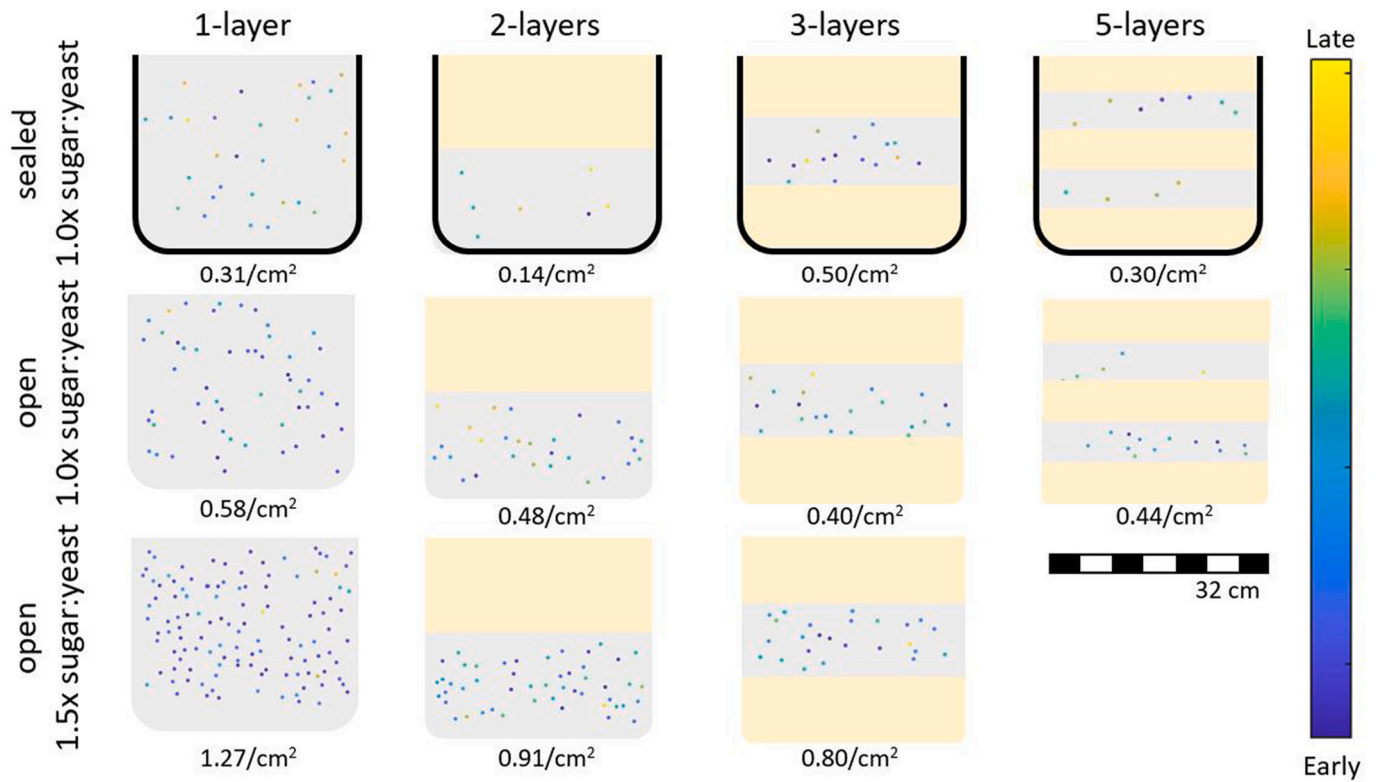 1-layer 2-layers 3-layers 5-layers
Late
sealed
1.0x sugar:yeast
0.31/cm² 0.14/cm² 0.50/cm² 0.30/cm²
open
1.0x sugar:yeast
0.58/cm² 0.48/cm² 0.40/cm² 0.44/cm²
32 cm
open
1.5x sugar:yeast
1.27/cm² 0.91/cm² 0.80/cm²
Early